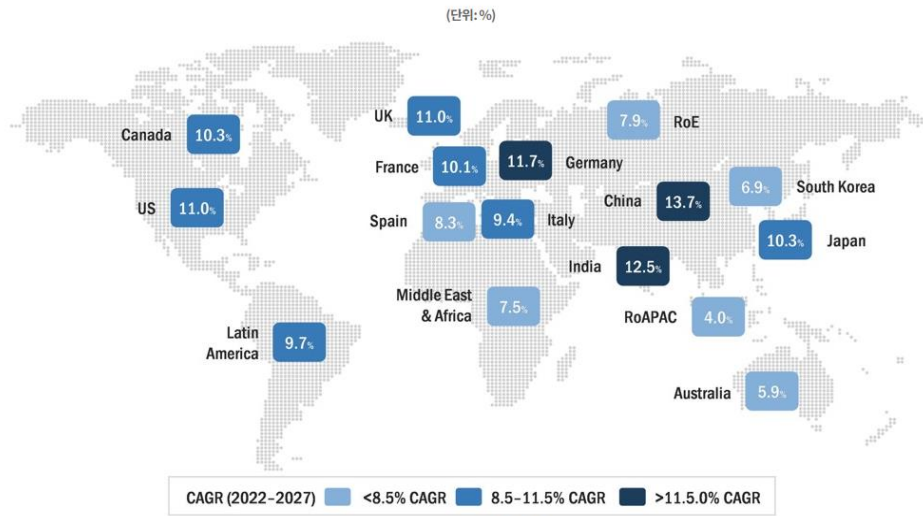 (단위: %)
UK 11.0%
7.9% RoE
Canada 10.3%
France 10.1%
11.7% Germany
China 13.7%
6.9% South Korea
US 11.0%
Spain 8.3%
9.4% Italy
10.3% Japan
India 12.5%
Middle East
& Africa 7.5%
RoAPAC 4.0%
Latin
America 9.7%
Australia 5.9%
CAGR (2022-2027) <8.5% CAGR 8.5-11.5% CAGR >11.5.0% CAGR